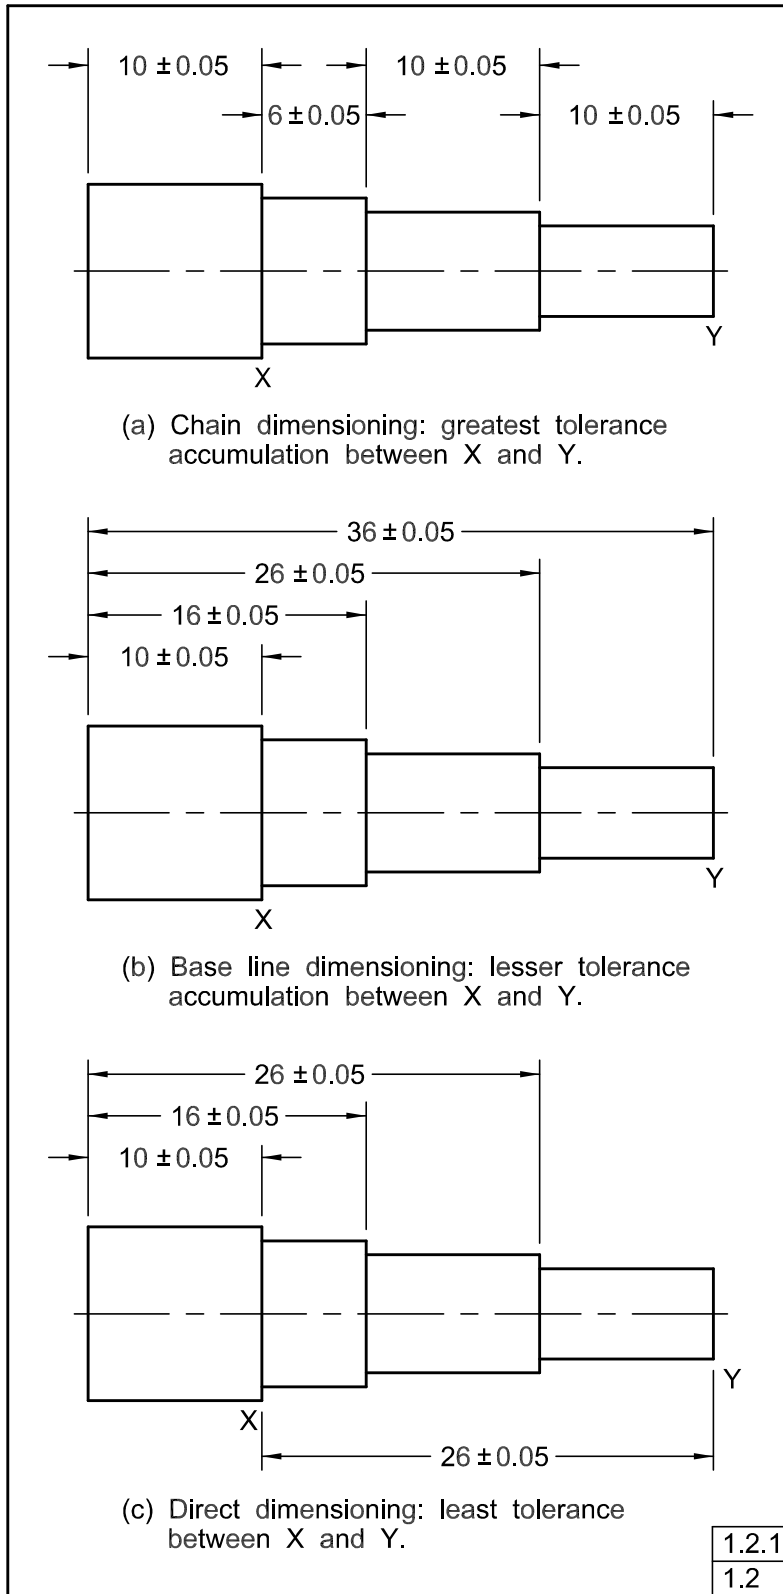 10 ±0.05 10 ±0.05
6±0.05 10 ±0.05
Y
X
(a) Chain dimensioning: greatest tolerance
accumulation between X and Y.
36±0.05
26 ±0.05
16±0.05
10 ±0.05
Y
X
(b) Base line dimensioning: lesser tolerance
accumulation between X and Y.
26 ±0.05
16±0.05
10 ±0.05
Y
X
26±0.05
(c) Direct dimensioning: least tolerance
between X and Y.
1.2.1
1.2